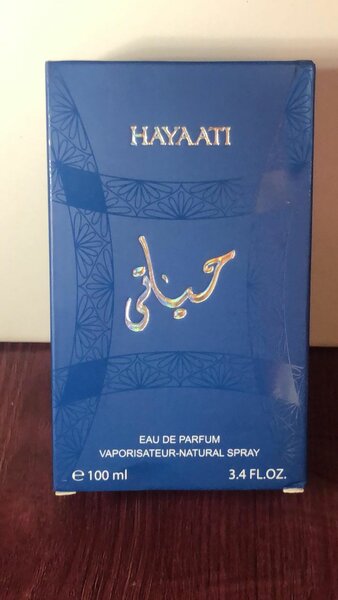 HAYAATI
حياتي
EAU DE PARFUM
VAPORISATEUR-NATURAL SPRAY
℮ 100 ml 3.4 FL.OZ.